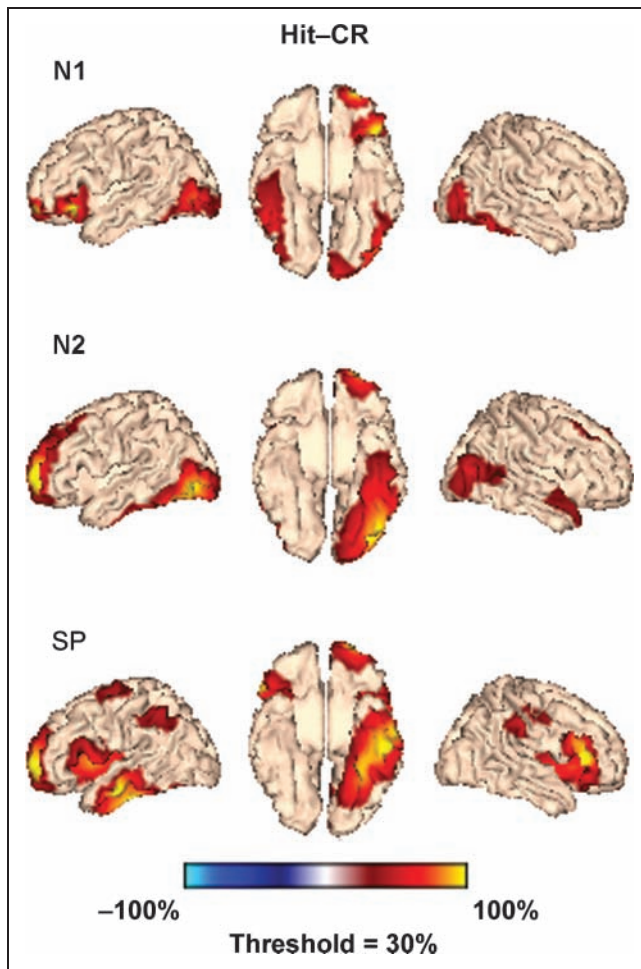 Hit–CR
N1
N2
SP
–100%
100%
Threshold = 30%